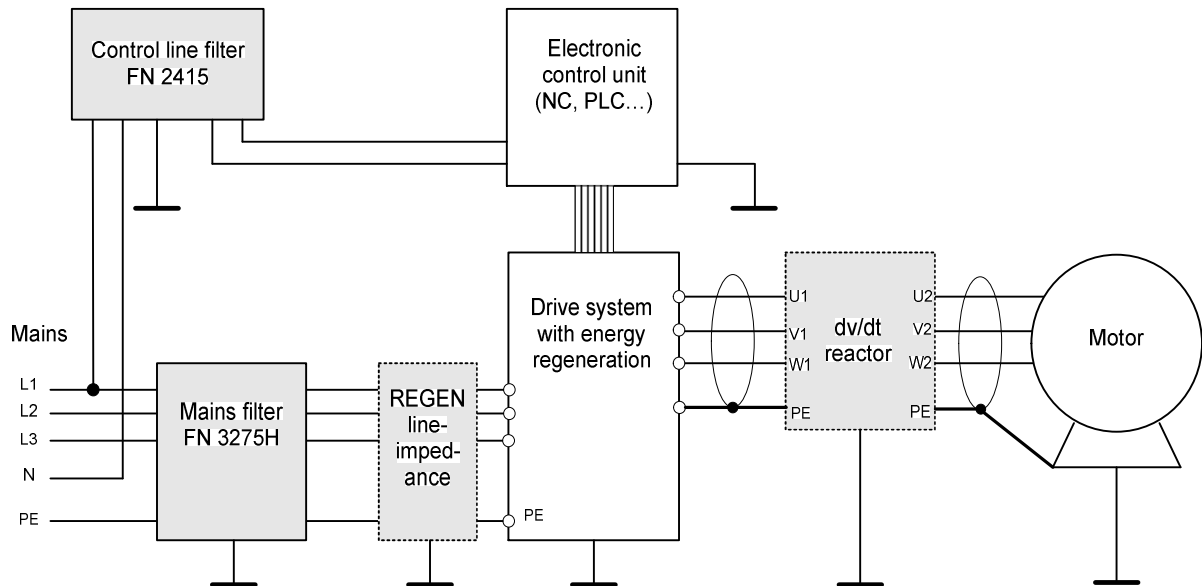 Control line filter
FN 2415
Electronic
control unit
(NC, PLC…)
Mains
L1
L2
L3
N
PE
Mains filter
FN 3275H
REGEN
line-
imped-
ance
Drive system
with energy
regeneration
PE
U1
V1
W1
PE
dv/dt
reactor
U2
V2
W2
PE
Motor